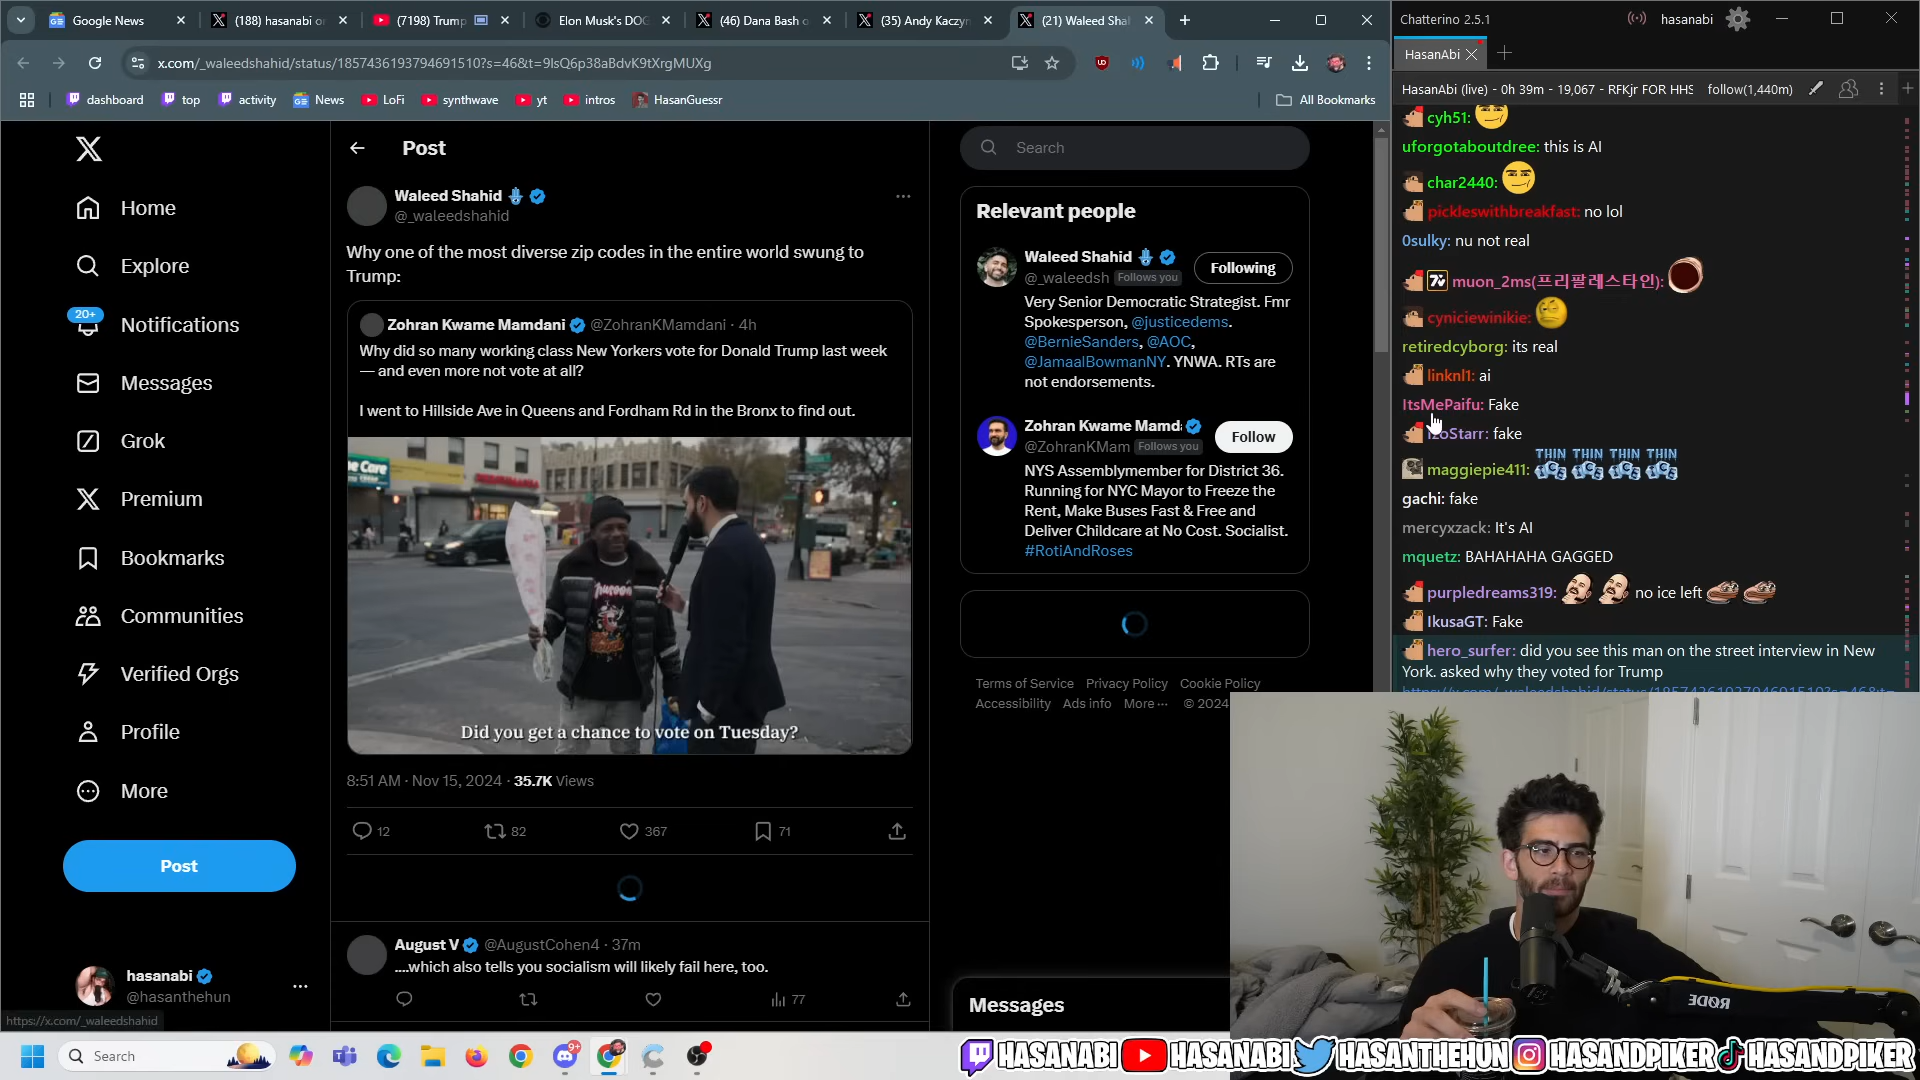 Google News
(188) hasanabi o
(7198) Trump
Elon Musk's DOG
(46) Dana Bash o
(35) Andy Kaczyn
(21) Waleed Shah
x.com/_waleedshahid/status/1857436193794691510?s=46&t=9lsQ6p38aBdvK9tXrgMUXg
dashboard
top
activity
News
LoFi
synthwave
yt
intros
HasanGuessr
All Bookmarks
Home
Explore
20+
Notifications
Messages
Grok
Premium
Bookmarks
Communities
Verified Orgs
Profile
More
Post
hasanabi
@hasanthehun
https://x.com/_waleedshahid
Post
Waleed Shahid
@_waleedshahid
Why one of the most diverse zip codes in the entire world swung to
Trump:
Zohran Kwame Mamdani @ZohranKMamdani · 4h
Why did so many working class New Yorkers vote for Donald Trump last week
— and even more not vote at all?
I went to Hillside Ave in Queens and Fordham Rd in the Bronx to find out.
Did you get a chance to vote on Tuesday?
8:51 AM · Nov 15, 2024 · 35.7K Views
12
82
367
71
August V @AugustCohen4 · 37m
....which also tells you socialism will likely fail here, too.
77
Search
Relevant people
Waleed Shahid
@_waleedsh Follows you
Following
Very Senior Democratic Strategist. Fmr
Spokesperson, @justicedems.
@BernieSanders, @AOC,
@JamaalBowmanNY. YNWA. RTs are
not endorsements.
Zohran Kwame Mamda
@ZohranKMam Follows you
Follow
NYS Assemblymember for District 36.
Running for NYC Mayor to Freeze the
Rent, Make Buses Fast & Free and
Deliver Childcare at No Cost. Socialist.
#RotiAndRoses
Terms of Service Privacy Policy Cookie Policy
Accessibility Ads info More ··· © 2024
Messages
Chatterino 2.5.1
hasanabi
HasanAbi
HasanAbi (live) - 0h 39m - 19,067 - RFKjr FOR HHS
follow(1,440m)
cyh51:
uforgotaboutdree: this is AI
char2440:
pickleswithbreakfast: no lol
0sulky: nu not real
muon_2ms(프리팔레스타인):
cyniciewinikie:
retiredcyborg: its real
linknl1: ai
ItsMePaifu: Fake
IzoStarr: fake
maggiepie411: THIN THIN THIN THIN
gachi: fake
mercyxzack: It's AI
mquetz: BAHAHAHA GAGGED
purpledreams319: no ice left
IkusaGT: Fake
hero_surfer: did you see this man on the street interview in New
York. asked why they voted for Trump
https://x.com/_waleedshahid/status/1857436193794691510?s=46&t=
RØDE
Search
9+
HASANABI
HASANABI
HASANTHEHUN
HASANDPIKER
HASANDPIKER